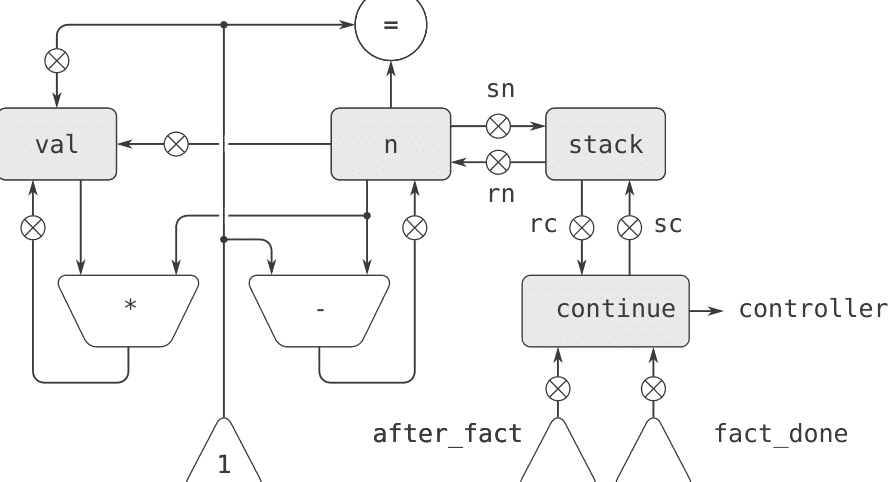 =
sn
val
n
stack
rn
rc
sc
*
-
continue
controller
after_fact
fact_done
1